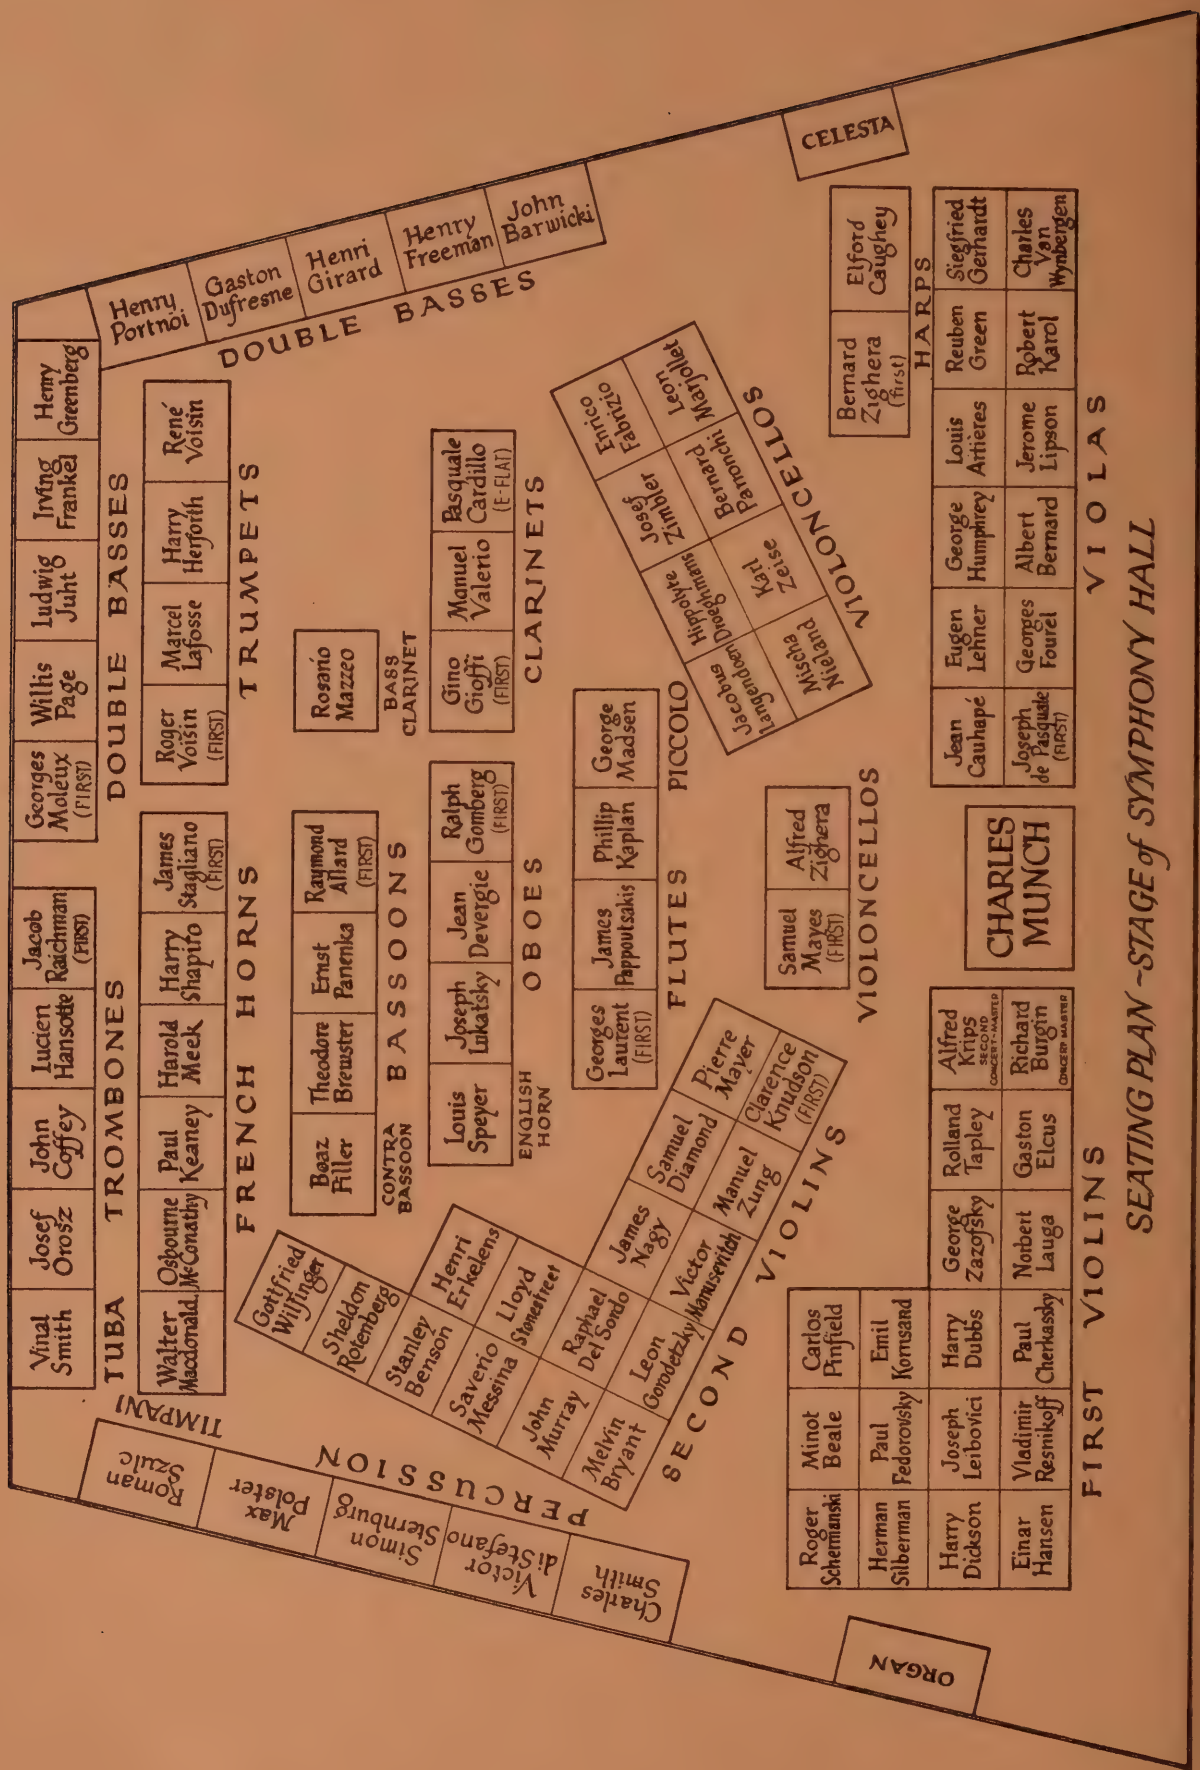 Vinal
Smith
Josef
Orosz
John
Coffey
Lucien
Hansotte
Jacob
Raichman
(FIRST)
TUBA TROMBONES
Georges
Moleux
(FIRST)
Willis
Page
Ludwig
Juht
Irving
Frankel
Henry
Greenberg
DOUBLE BASSES
Henry
Portnoi
Gaston
Dufresne
Henri
Girard
Henry
Freeman
John
Barwicki
DOUBLE BASSES
Walter
Macdonald
Osbourne
McConathy
Paul
Keaney
Harold
Meek
Harry
Shapiro
James
Stagliano
(FIRST)
FRENCH HORNS
Roger
Voisin
(FIRST)
Marcel
Lafosse
Harry
Herforth
René
Voisin
TRUMPETS
TIMPANI
Roman
Szulc
Max
Polster
Simon
Sternburg
Victor
diStefano
Charles
Smith
PERCUSSION
Boaz
Piller
Theodore
Brewster
Ernst
Panenka
Raymond
Allard
(FIRST)
CONTRA
BASSOON
BASSOONS
Rosario
Mazzeo
BASS
CLARINET
Louis
Speyer
Joseph
Lukatsky
Jean
Devergie
Ralph
Gomberg
(FIRST)
ENGLISH
HORN
OBOES
Gino
Cioffi
(FIRST)
Manuel
Valerio
Pasquale
Cardillo
(E-FLAT)
CLARINETS
Georges
Laurent
(FIRST)
James
Pappoutsakis
Phillip
Kaplan
George
Madsen
FLUTES PICCOLO
Gottfried
Wilfinger
Sheldon
Rotenberg
Stanley
Benson
Henri
Erkelens
Saverio
Messina
Lloyd
Stonestreet
John
Murray
Raphael
Del Sordo
James
Nagy
Samuel
Diamond
Pierre
Mayer
Melvin
Bryant
Leon
Gorodetzky
Victor
Manusevitch
Manuel
Zung
Clarence
Knudson
(FIRST)
SECOND VIOLINS
Samuel
Mayes
(FIRST)
Alfred
Zighera
VIOLONCELLOS
Jacobus
Langendoen
Hippolyte
Droeghmans
Josef
Zimbler
Enrico
Fabrizio
Mischa
Nieland
Karl
Zeise
Bernard
Parronchi
Leon
Marjollet
VIOLONCELLOS
CELESTA
Bernard
Zighera
(first)
Elford
Caughey
HARPS
Roger
Schermanski
Minot
Beale
Carlos
Pinfield
Herman
Silberman
Paul
Fedorovsky
Emil
Kornsand
Harry
Dickson
Joseph
Leibovici
Harry
Dubbs
George
Zazofsky
Rolland
Tapley
Alfred
Krips
SECOND
CONCERT-MASTER
Einar
Hansen
Vladimir
Resnikoff
Paul
Cherkassky
Norbert
Lauga
Gaston
Elcus
Richard
Burgin
CONCERT MASTER
FIRST VIOLINS
CHARLES
MUNCH
Jean
Cauhapé
Eugen
Lehner
George
Humphrey
Louis
Artières
Reuben
Green
Siegfried
Gerhardt
Joseph
de Pasquale
(FIRST)
Georges
Fourel
Albert
Bernard
Jerome
Lipson
Robert
Karol
Charles
Van
Wynbergen
VIOLAS
ORGAN
SEATING PLAN – STAGE of SYMPHONY HALL